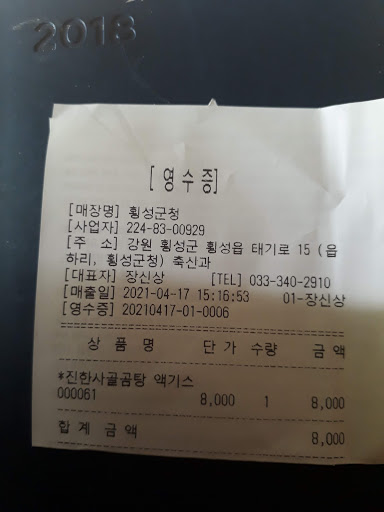 2018
[ 영 수 증]
[매장명] 횡성군청
[사업자] 224-83-00929
[주 소] 강원 횡성군 횡성읍 태기로 15 (읍
하리, 횡성군청) 축산과
[대표자] 장신상 [TEL] 033-340-2910
[매출일] 2021-04-17 15:16:53 01-장신상
[영수증] 20210417-01-0006
상 품 명 단 가 수량 금 액
*진한사골곰탕 액기스
000061 8,000 1 8,000
합계 금액 8,000